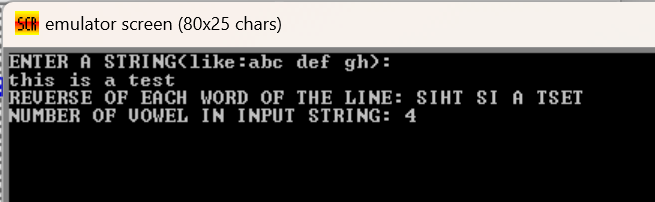 SCR emulator screen (80x25 chars)
ENTER A STRING(like:abc def gh):
this is a test
REVERSE OF EACH WORD OF THE LINE: SIHT SI A TSET
NUMBER OF VOWEL IN INPUT STRING: 4